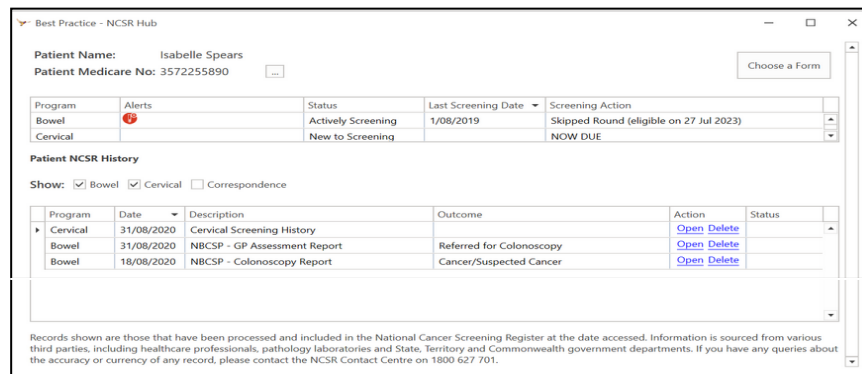 Best Practice - NCSR Hub
Patient Name: Isabelle Spears
Patient Medicare No: 3572255890 ...
Choose a Form
Program Alerts Status Last Screening Date Screening Action
Bowel Actively Screening 1/08/2019 Skipped Round (eligible on 27 Jul 2023)
Cervical New to Screening NOW DUE
Patient NCSR History
Show: Bowel Cervical Correspondence
Program Date Description Outcome Action Status
Cervical 31/08/2020 Cervical Screening History Open Delete
Bowel 31/08/2020 NBCSP - GP Assessment Report Referred for Colonoscopy Open Delete
Bowel 18/08/2020 NBCSP - Colonoscopy Report Cancer/Suspected Cancer Open Delete
Records shown are those that have been processed and included in the National Cancer Screening Register at the date accessed. Information is sourced from various
third parties, including healthcare professionals, pathology laboratories and State, Territory and Commonwealth government departments. If you have any queries about
the accuracy or currency of any record, please contact the NCSR Contact Centre on 1800 627 701.